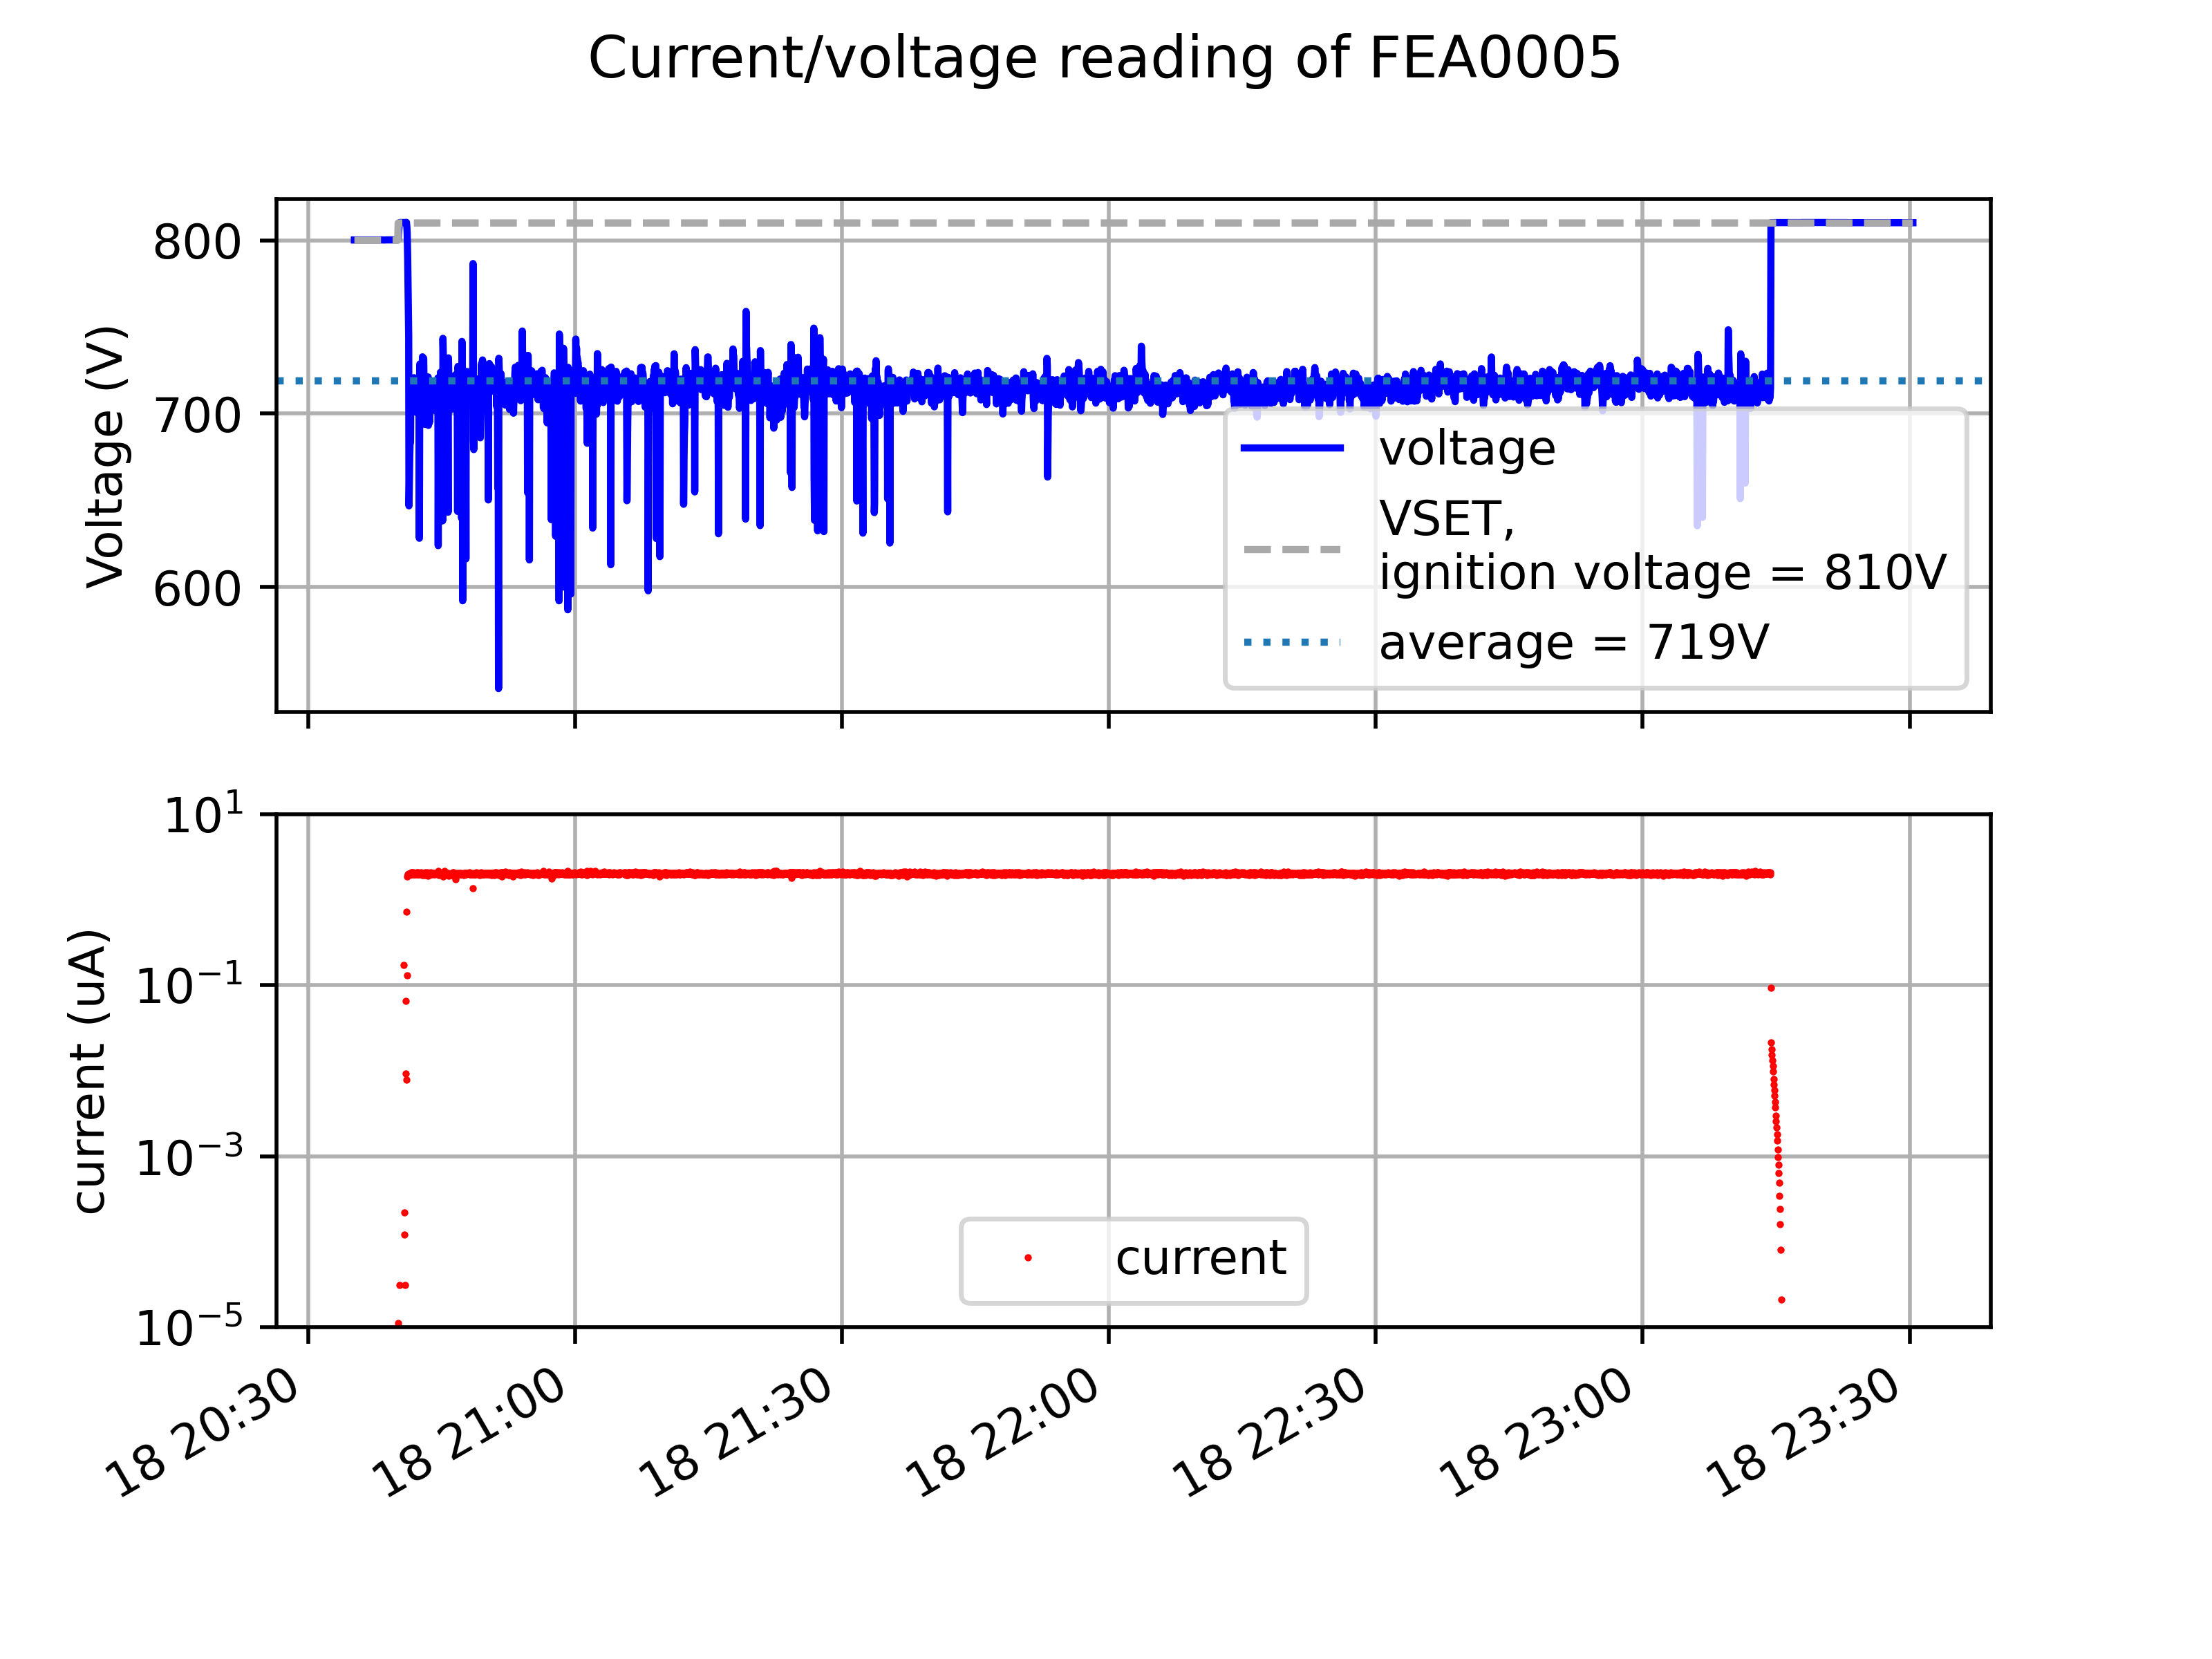 Current/voltage reading of FEA0005
Voltage (V)
800
700
600
voltage
VSET,
ignition voltage = 810V
average = 719V
current (uA)
10¹
10⁻¹
10⁻³
10⁻⁵
current
18 20:30
18 21:00
18 21:30
18 22:00
18 22:30
18 23:00
18 23:30